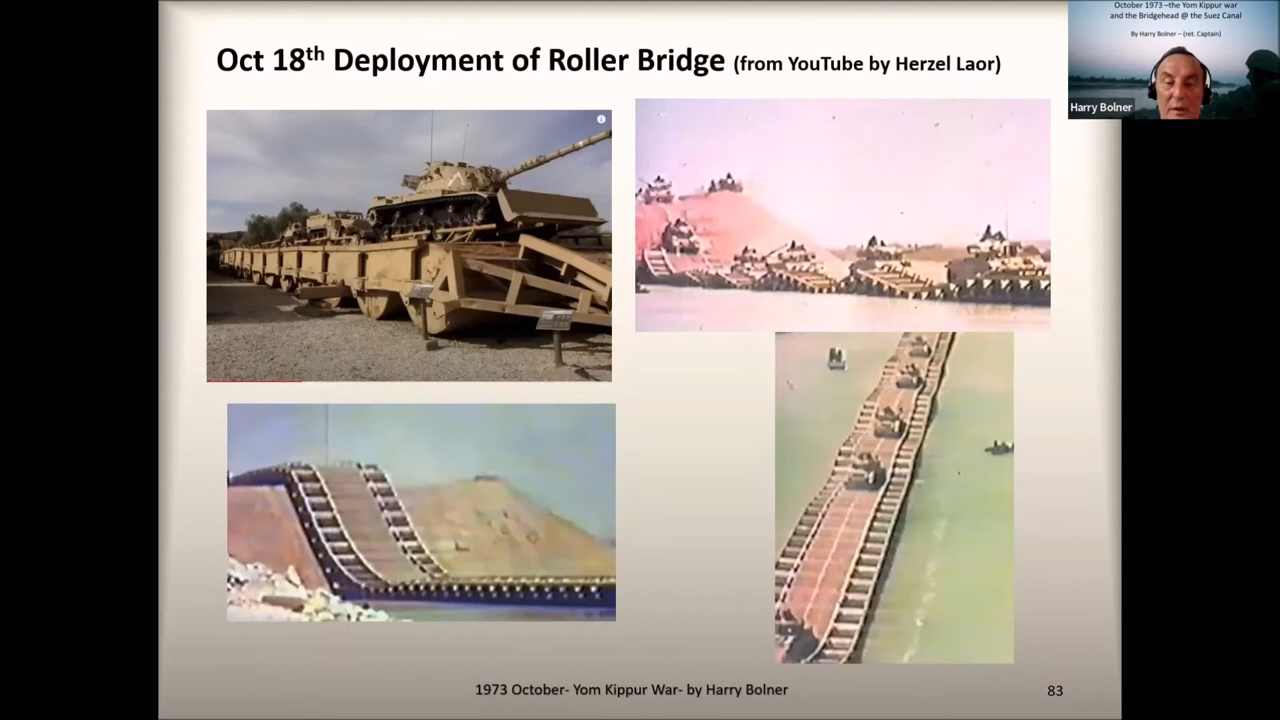 Oct 18th Deployment of Roller Bridge (from YouTube by Herzel Laor)
October 1973 –the Yom Kippur war
and the Bridgehead @ the Suez Canal
By Harry Bolner – (ret. Captain)
Harry Bolner
1973 October- Yom Kippur War- by Harry Bolner
83